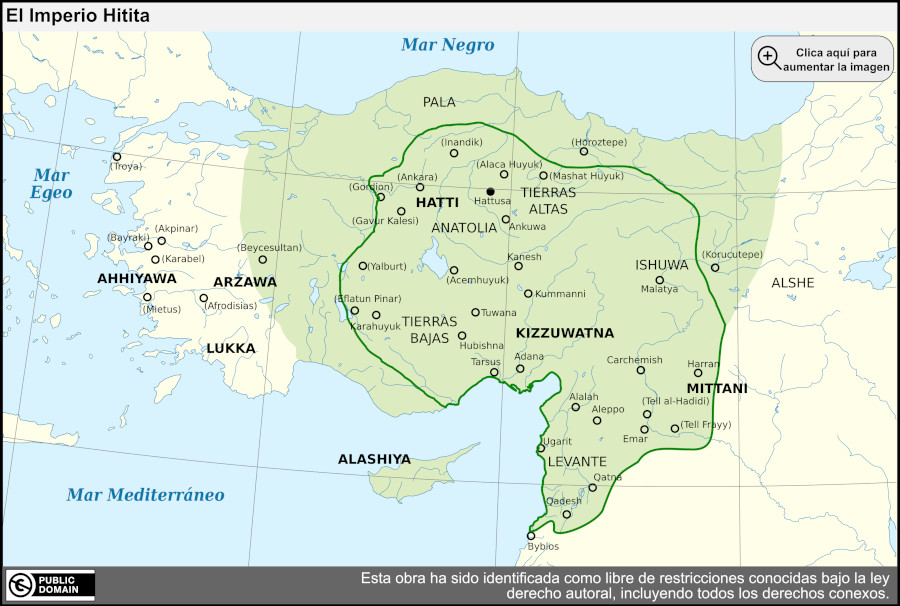 El Imperio Hitita
Mar Negro
Clica aquí para
aumentar la imagen
PALA
(Inandik)
(Horoztepe)
(Troya)
(Alaca Huyuk)
(Mashat Huyuk)
Mar
Egeo
(Gordion)
(Ankara)
HATTI
Hattusa
TIERRAS
ALTAS
(Gavur Kalesi)
ANATOLIA
Ankuwa
(Akpinar)
(Bayrakli)
(Karabel)
(Beycesultan)
(Yalburt)
Kanesh
ISHUWA
(Korucutepe)
AHHIYAWA
ARZAWA
(Acemhuyuk)
Malatya
ALSHE
(Mietus)
(Afrodisias)
(Eflatun Pinar)
Karahuyuk
Kummanni
Tuwana
TIERRAS
BAJAS
KIZZUWATNA
LUKKA
Hubishna
Tarsus
Adana
Carchemish
Harran
MITTANI
Alalah
Aleppo
(Tell al-Hadidi)
Emar
(Tell Frayy)
Ugarit
ALASHIYA
LEVANTE
Qatna
Mar Mediterráneo
Qadesh
Byblos
PUBLIC
DOMAIN
Esta obra ha sido identificada como libre de restricciones conocidas bajo la ley
derecho autoral, incluyendo todos los derechos conexos.